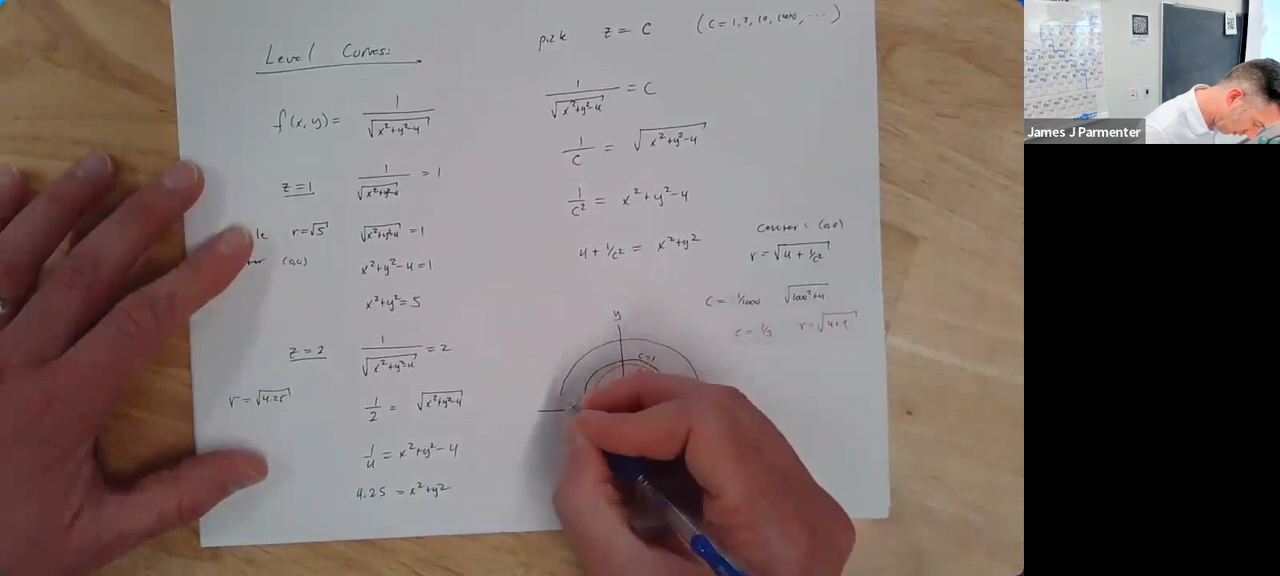 Level Curves:
f(x,y) = 1/√(x²+y²-4)
z=1 1/√(x²+y²-4) = 1
r=√5 √(x²+y²-4) = 1
(0,0) x²+y²-4=1
x²+y²=5
z=2 1/√(x²+y²-4) = 2
r=√4.25 1/2 = √(x²+y²-4)
1/4 = x²+y²-4
4.25 = x²+y²
pick z = C (C=1,2,10,1000,...)
1/√(x²+y²-4) = C
1/C = √(x²+y²-4)
1/C² = x²+y²-4
4+1/C² = x²+y²
center: (0,0)
r=√(4+1/C²)
C = 1/1000 √(1000²+4)
C = 1/3 r=√(4+9)
y
C=1
James J Parmenter